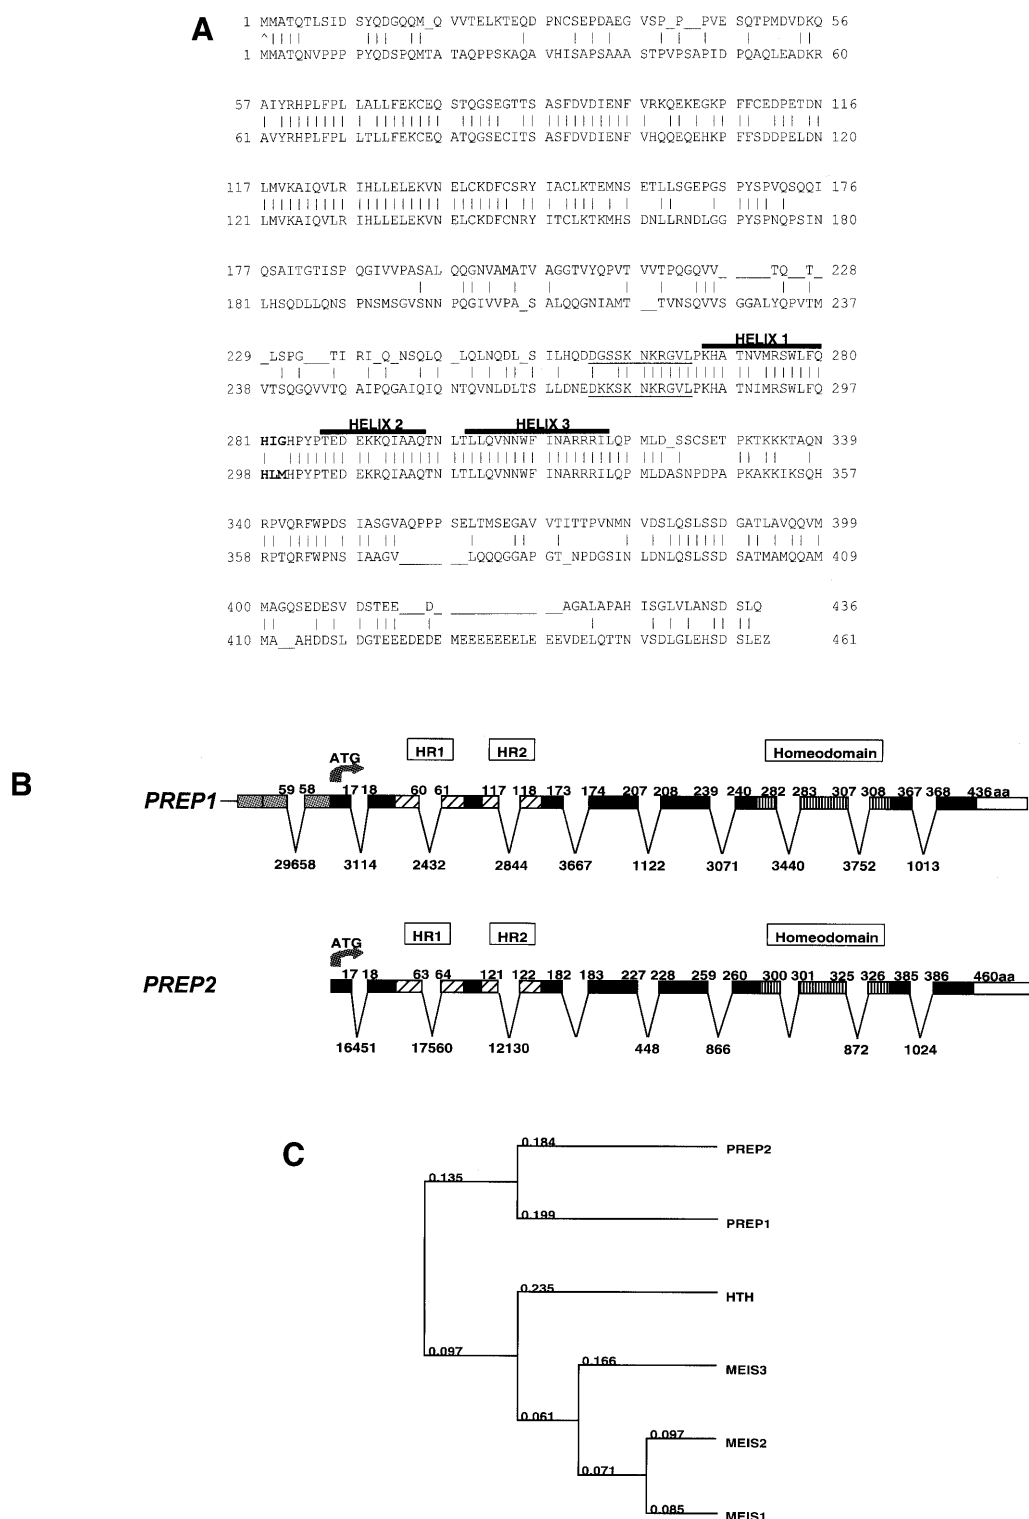 A
1 MMATQTLSID SYQDGQQM_Q VVTELKTEQD PNCSEPDAEG VSP_P__PVE SQTPMDVDKQ 56
1 MMATQNVPPP PYQDSPQMTA TAQPPSKAQA VHISAPSAAA STPVPSAPID PQAQLEADKR 60
57 AIYRHPLFPL LALLFEKCEQ STQGSEGTTS ASFDVDIENF VRKQEKEGKP FFCEDPETDN 116
61 AVYRHPLFPL LTLLFEKCEQ ATQGSECITS ASFDVDIENF VHQQEQEHKP FFSDDPELDN 120
117 LMVKAIQVLR IHLLELEKVN ELCKDFCSRY IACLKTEMNS ETLLSGEPGS PYSPVQSQQI 176
121 LMVKAIQVLR IHLLELEKVN ELCKDFCNRY ITCLKTKMHS DNLLRNDLGG PYSPNQPSIN 180
177 QSAITGTISP QGIVVPASAL QQGNVAMATV AGGTVYQPVT VVTPQGQVV_ ____TQ__T_ 228
181 LHSQDLLQNS PNSMSGVSNN PQGIVVPA_S ALQQGNIAMT __TVNSQVVS GGALYQPVTM 237
HELIX 1
229 _LSPG___TI RI_Q_NSQLQ _LQLNQDL_S ILHQDDGSSK NKRGVLPKHA TNVMRSWLFQ 280
238 VTSQGQVVTQ AIPQGAIQIQ NTQVNLDLTS LLDNEDKKSK NKRGVLPKHA TNIMRSWLFQ 297
HELIX 2 HELIX 3
281 HIGHPYPTED EKKQIAAQTN LTLLQVNNWF INARRRILQP MLD_SSCSET PKTKKKTAQN 339
298 HLMHPYPTED EKRQIAAQTN LTLLQVNNWF INARRRILQP MLDASNPDPA PKAKKIKSQH 357
340 RPVQRFWPDS IASGVAQPPP SELTMSEGAV VTITTPVNMN VDSLQSLSSD GATLAVQQVM 399
358 RPTQRFWPNS IAAGV_____ __LQQQGGAP GT_NPDGSIN LDNLQSLSSD SATMAMQQAM 409
400 MAGQSEDESV DSTEE___D_ __________ ___AGALAPAH ISGLVLANSD SLQ 436
410 MA__AHDDSL DGTEEEDEDE MEEEEEEELE EEVDELQTTN VSDLGLEHSD SLEZ 461
B
ATG HR1 HR2 Homeodomain
PREP1 59 58 17 18 60 61 117 118 173 174 207 208 239 240 282 283 307 308 367 368 436aa
29658 3114 2432 2844 3667 1122 3071 3440 3752 1013
ATG HR1 HR2 Homeodomain
PREP2 17 18 63 64 121 122 182 183 227 228 259 260 300 301 325 326 385 386 460aa
16451 17560 12130 448 866 872 1024
C
0.184 PREP2
0.135
0.199 PREP1
0.235 HTH
0.097
0.166 MEIS3
0.061
0.097 MEIS2
0.071
0.085 MEIS1